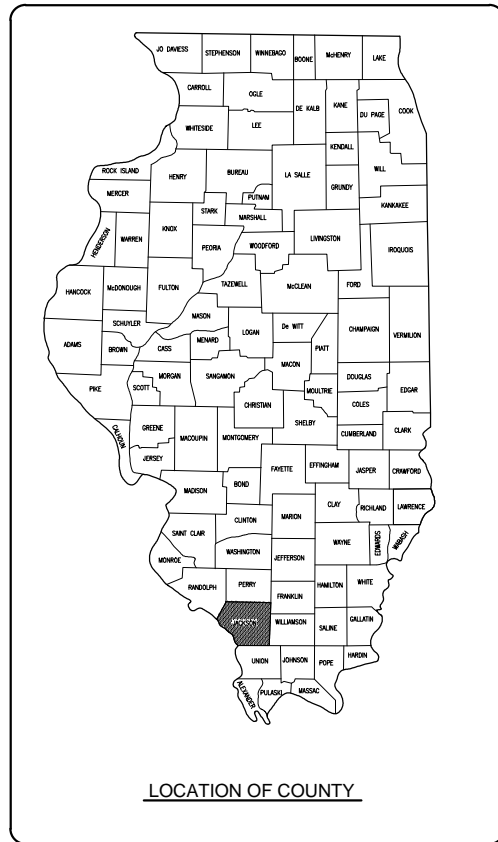 JO DAVIESS STEPHENSON WINNEBAGO BOONE McHENRY LAKE
CARROLL OGLE DE KALB KANE DU PAGE COOK
WHITESIDE LEE KENDALL WILL
ROCK ISLAND HENRY BUREAU LA SALLE GRUNDY
MERCER PUTNAM KANKAKEE
HENDERSON WARREN KNOX STARK MARSHALL LIVINGSTON
PEORIA WOODFORD IROQUOIS
HANCOCK McDONOUGH FULTON TAZEWELL McCLEAN FORD
SCHUYLER MASON LOGAN De WITT CHAMPAIGN VERMILION
ADAMS BROWN CASS MENARD MACON PIATT
PIKE SCOTT MORGAN SANGAMON MOULTRIE DOUGLAS EDGAR
CHRISTIAN COLES
CALHOUN GREENE MACOUPIN MONTGOMERY SHELBY CUMBERLAND CLARK
JERSEY
FAYETTE EFFINGHAM JASPER CRAWFORD
MADISON BOND CLAY RICHLAND LAWRENCE
CLINTON MARION
SAINT CLAIR WAYNE EDWARDS WABASH
MONROE WASHINGTON JEFFERSON
RANDOLPH PERRY HAMILTON WHITE
FRANKLIN
WILLIAMSON SALINE GALLATIN
UNION JOHNSON POPE HARDIN
ALEXANDER PULASKI MASSAC
LOCATION OF COUNTY